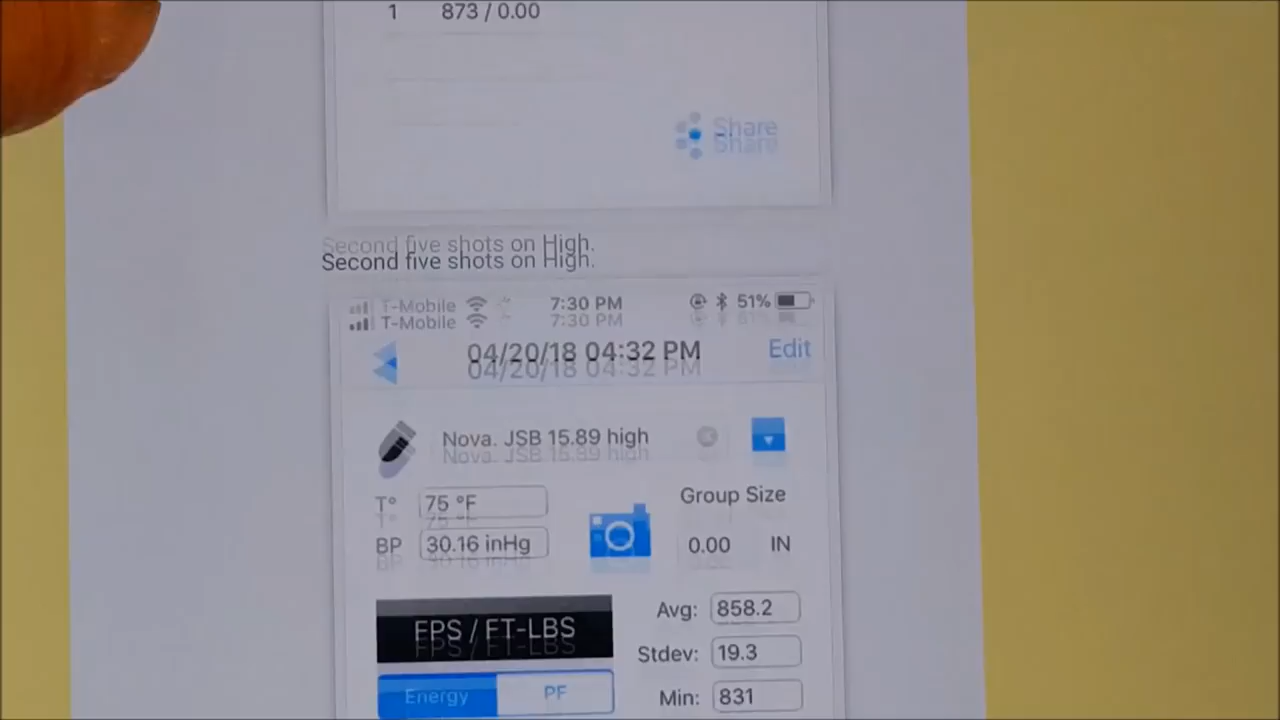 1 873 / 0.00
Share
Second five shots on High.
T-Mobile 7:30 PM 51%
04/20/18 04:32 PM Edit
Nova. JSB 15.89 high
T° 75 °F Group Size
BP 30.16 inHg 0.00 IN
FPS / FT-LBS Avg: 858.2
Stdev: 19.3
Energy PF Min: 831